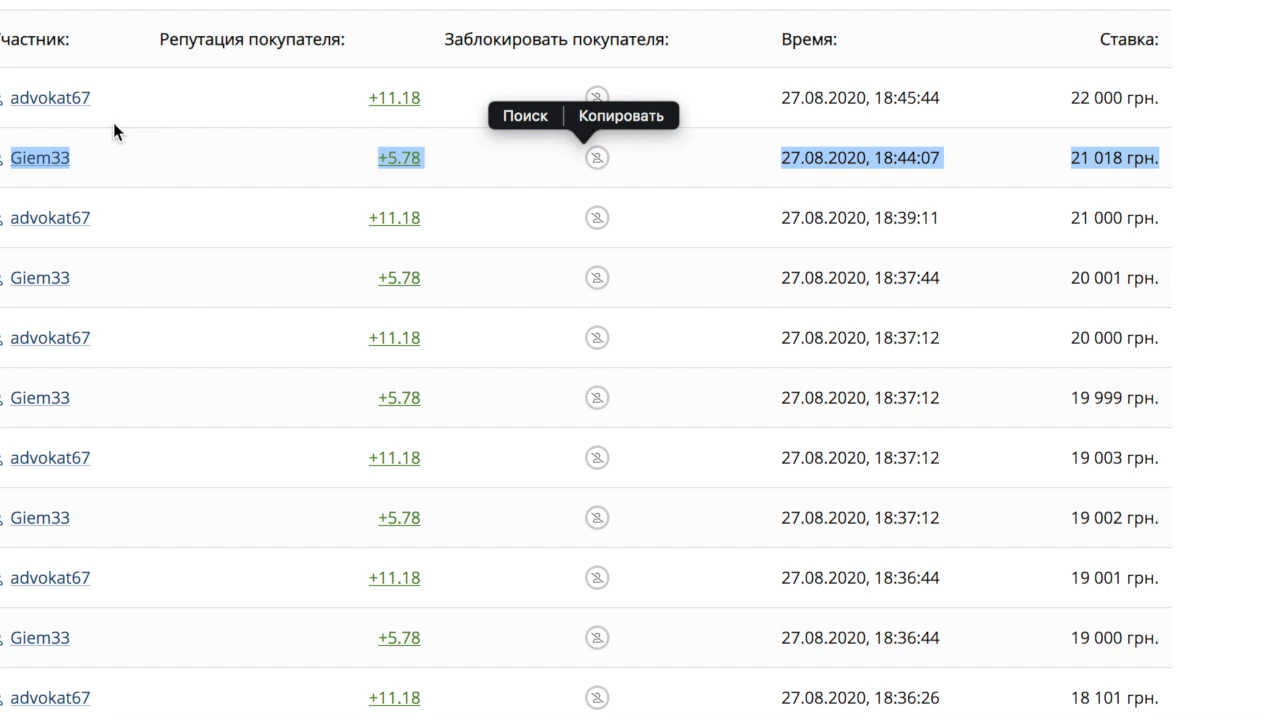 частник: Репутация покупателя: Заблокировать покупателя: Время: Ставка:
advokat67 +11.18 27.08.2020, 18:45:44 22 000 грн.
Поиск Копировать
Giem33 +5.78 27.08.2020, 18:44:07 21 018 грн.
advokat67 +11.18 27.08.2020, 18:39:11 21 000 грн.
Giem33 +5.78 27.08.2020, 18:37:44 20 001 грн.
advokat67 +11.18 27.08.2020, 18:37:12 20 000 грн.
Giem33 +5.78 27.08.2020, 18:37:12 19 999 грн.
advokat67 +11.18 27.08.2020, 18:37:12 19 003 грн.
Giem33 +5.78 27.08.2020, 18:37:12 19 002 грн.
advokat67 +11.18 27.08.2020, 18:36:44 19 001 грн.
Giem33 +5.78 27.08.2020, 18:36:44 19 000 грн.
advokat67 +11.18 27.08.2020, 18:36:26 18 101 грн.